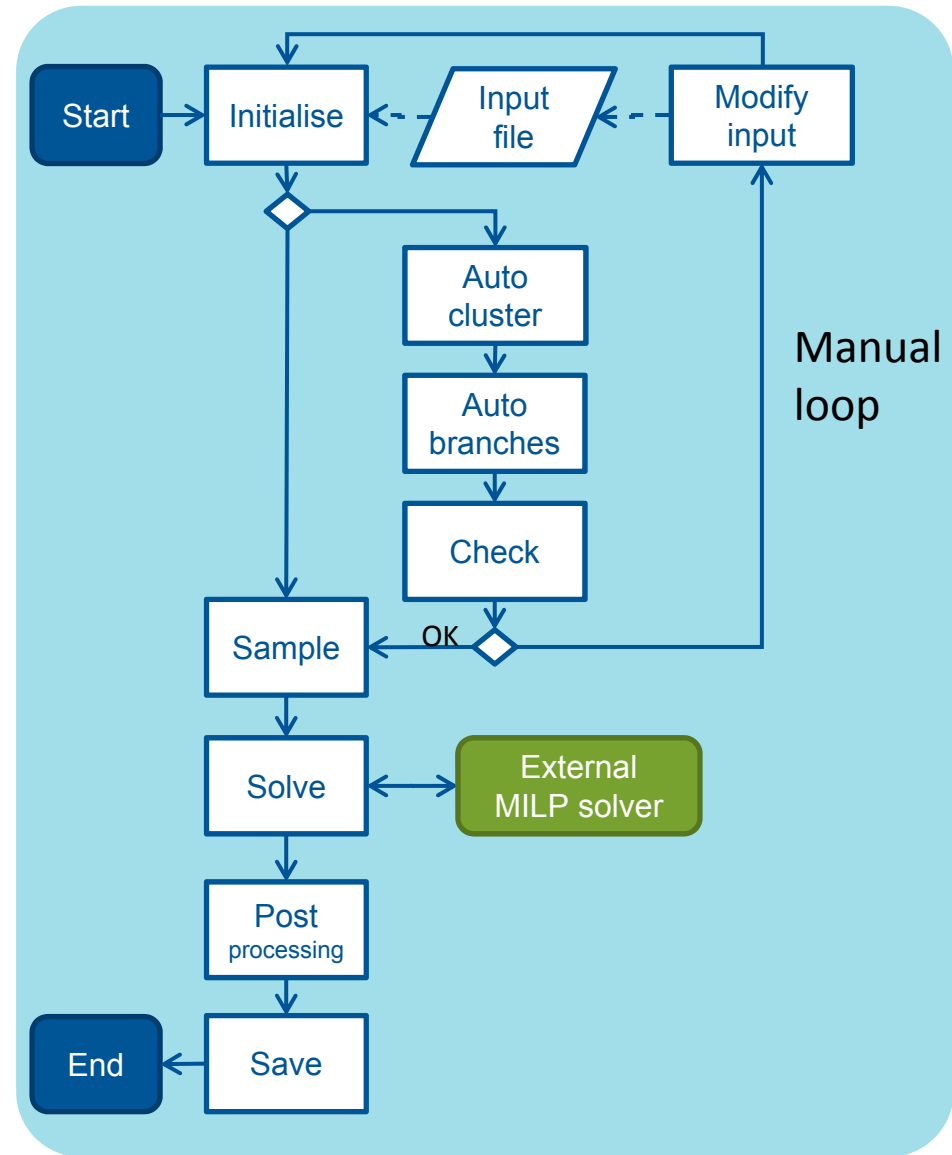 Start
Initialise
Input
file
Modify
input
Auto
cluster
Manual
loop
Auto
branches
Check
OK
Sample
Solve
External
MILP solver
Post
processing
End
Save